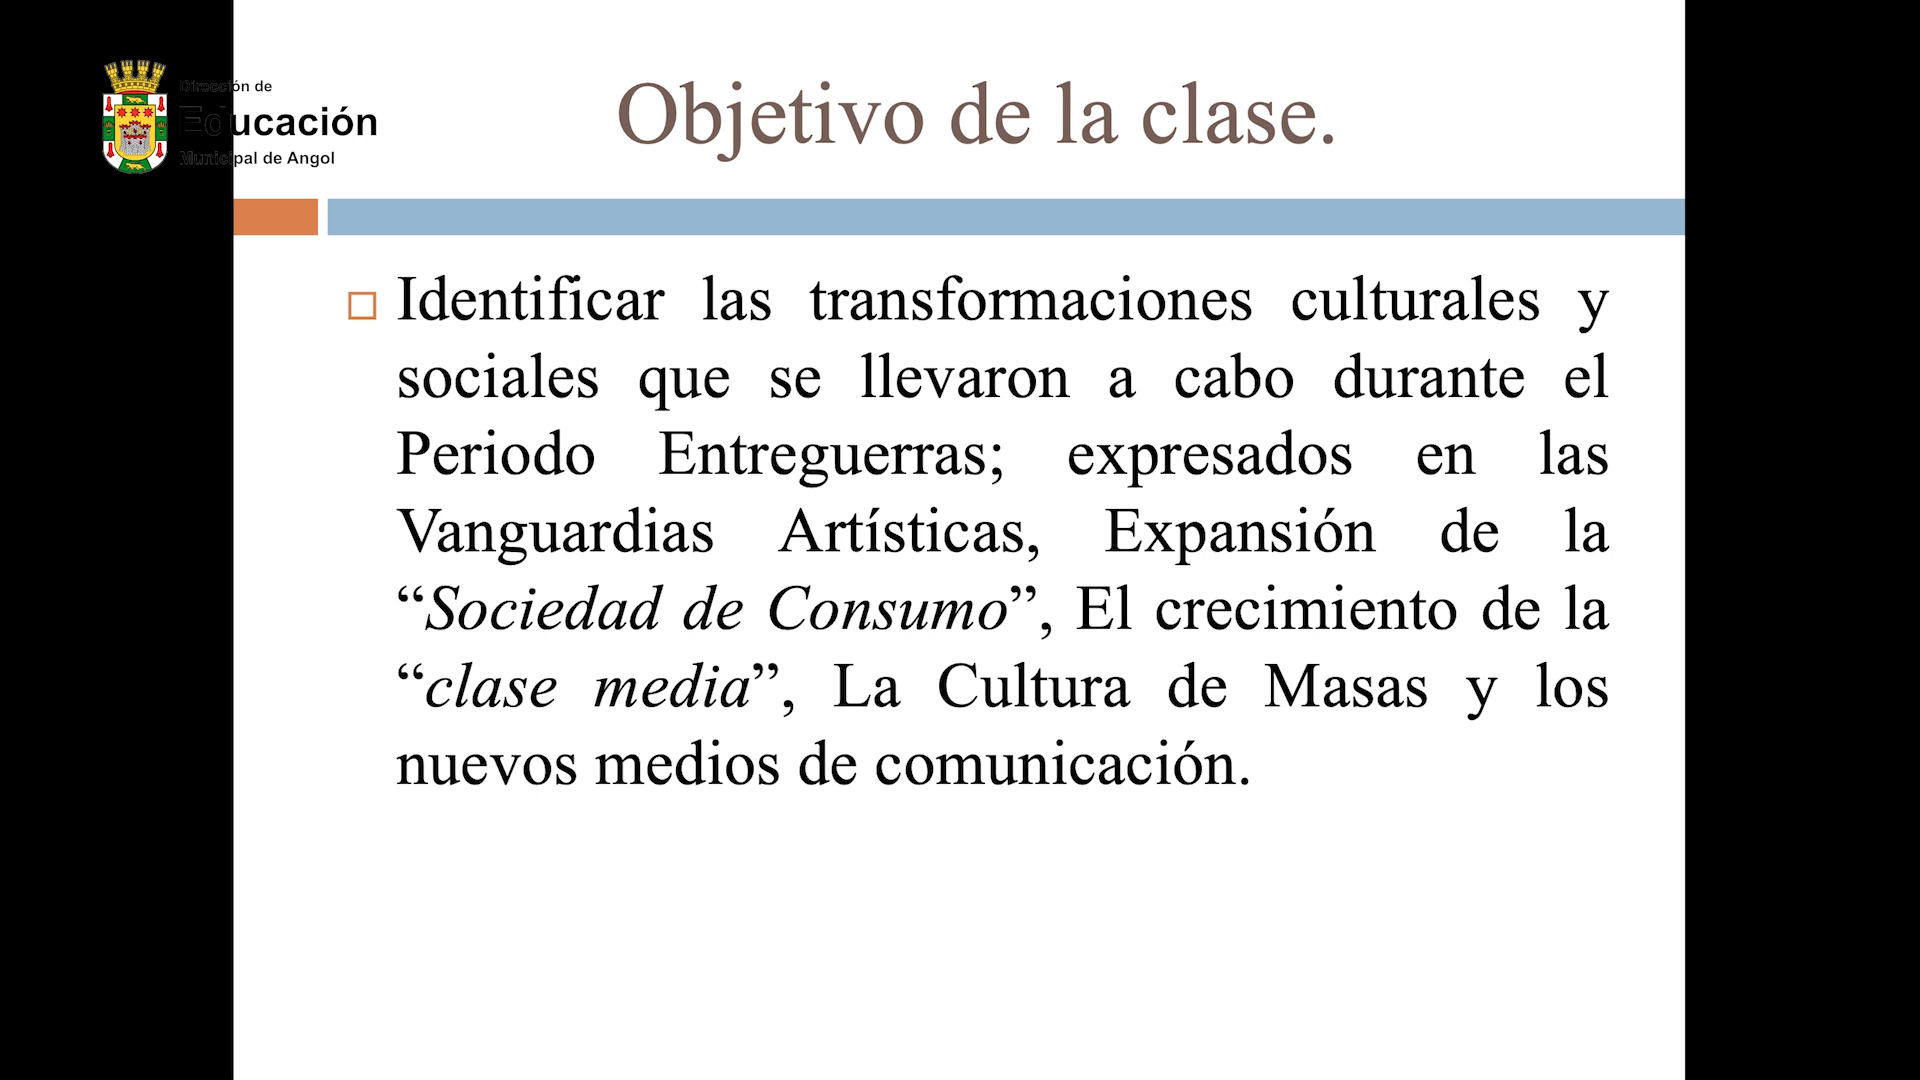 Dirección de
Educación
Municipal de Angol
Objetivo de la clase.
Identificar las transformaciones culturales y
sociales que se llevaron a cabo durante el
Periodo Entreguerras; expresados en las
Vanguardias Artísticas, Expansión de la
“Sociedad de Consumo”, El crecimiento de la
“clase media”, La Cultura de Masas y los
nuevos medios de comunicación.